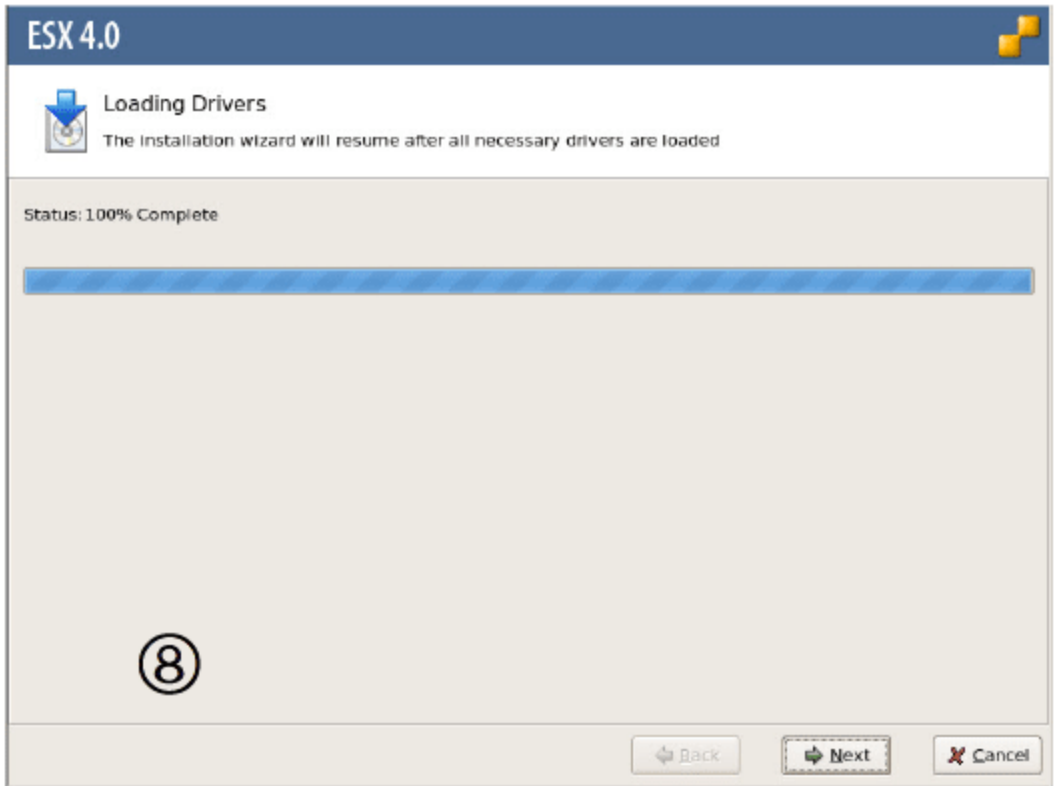 ESX 4.0
Loading Drivers
The installation wizard will resume after all necessary drivers are loaded
Status: 100% Complete
⑧
Back
Next
Cancel